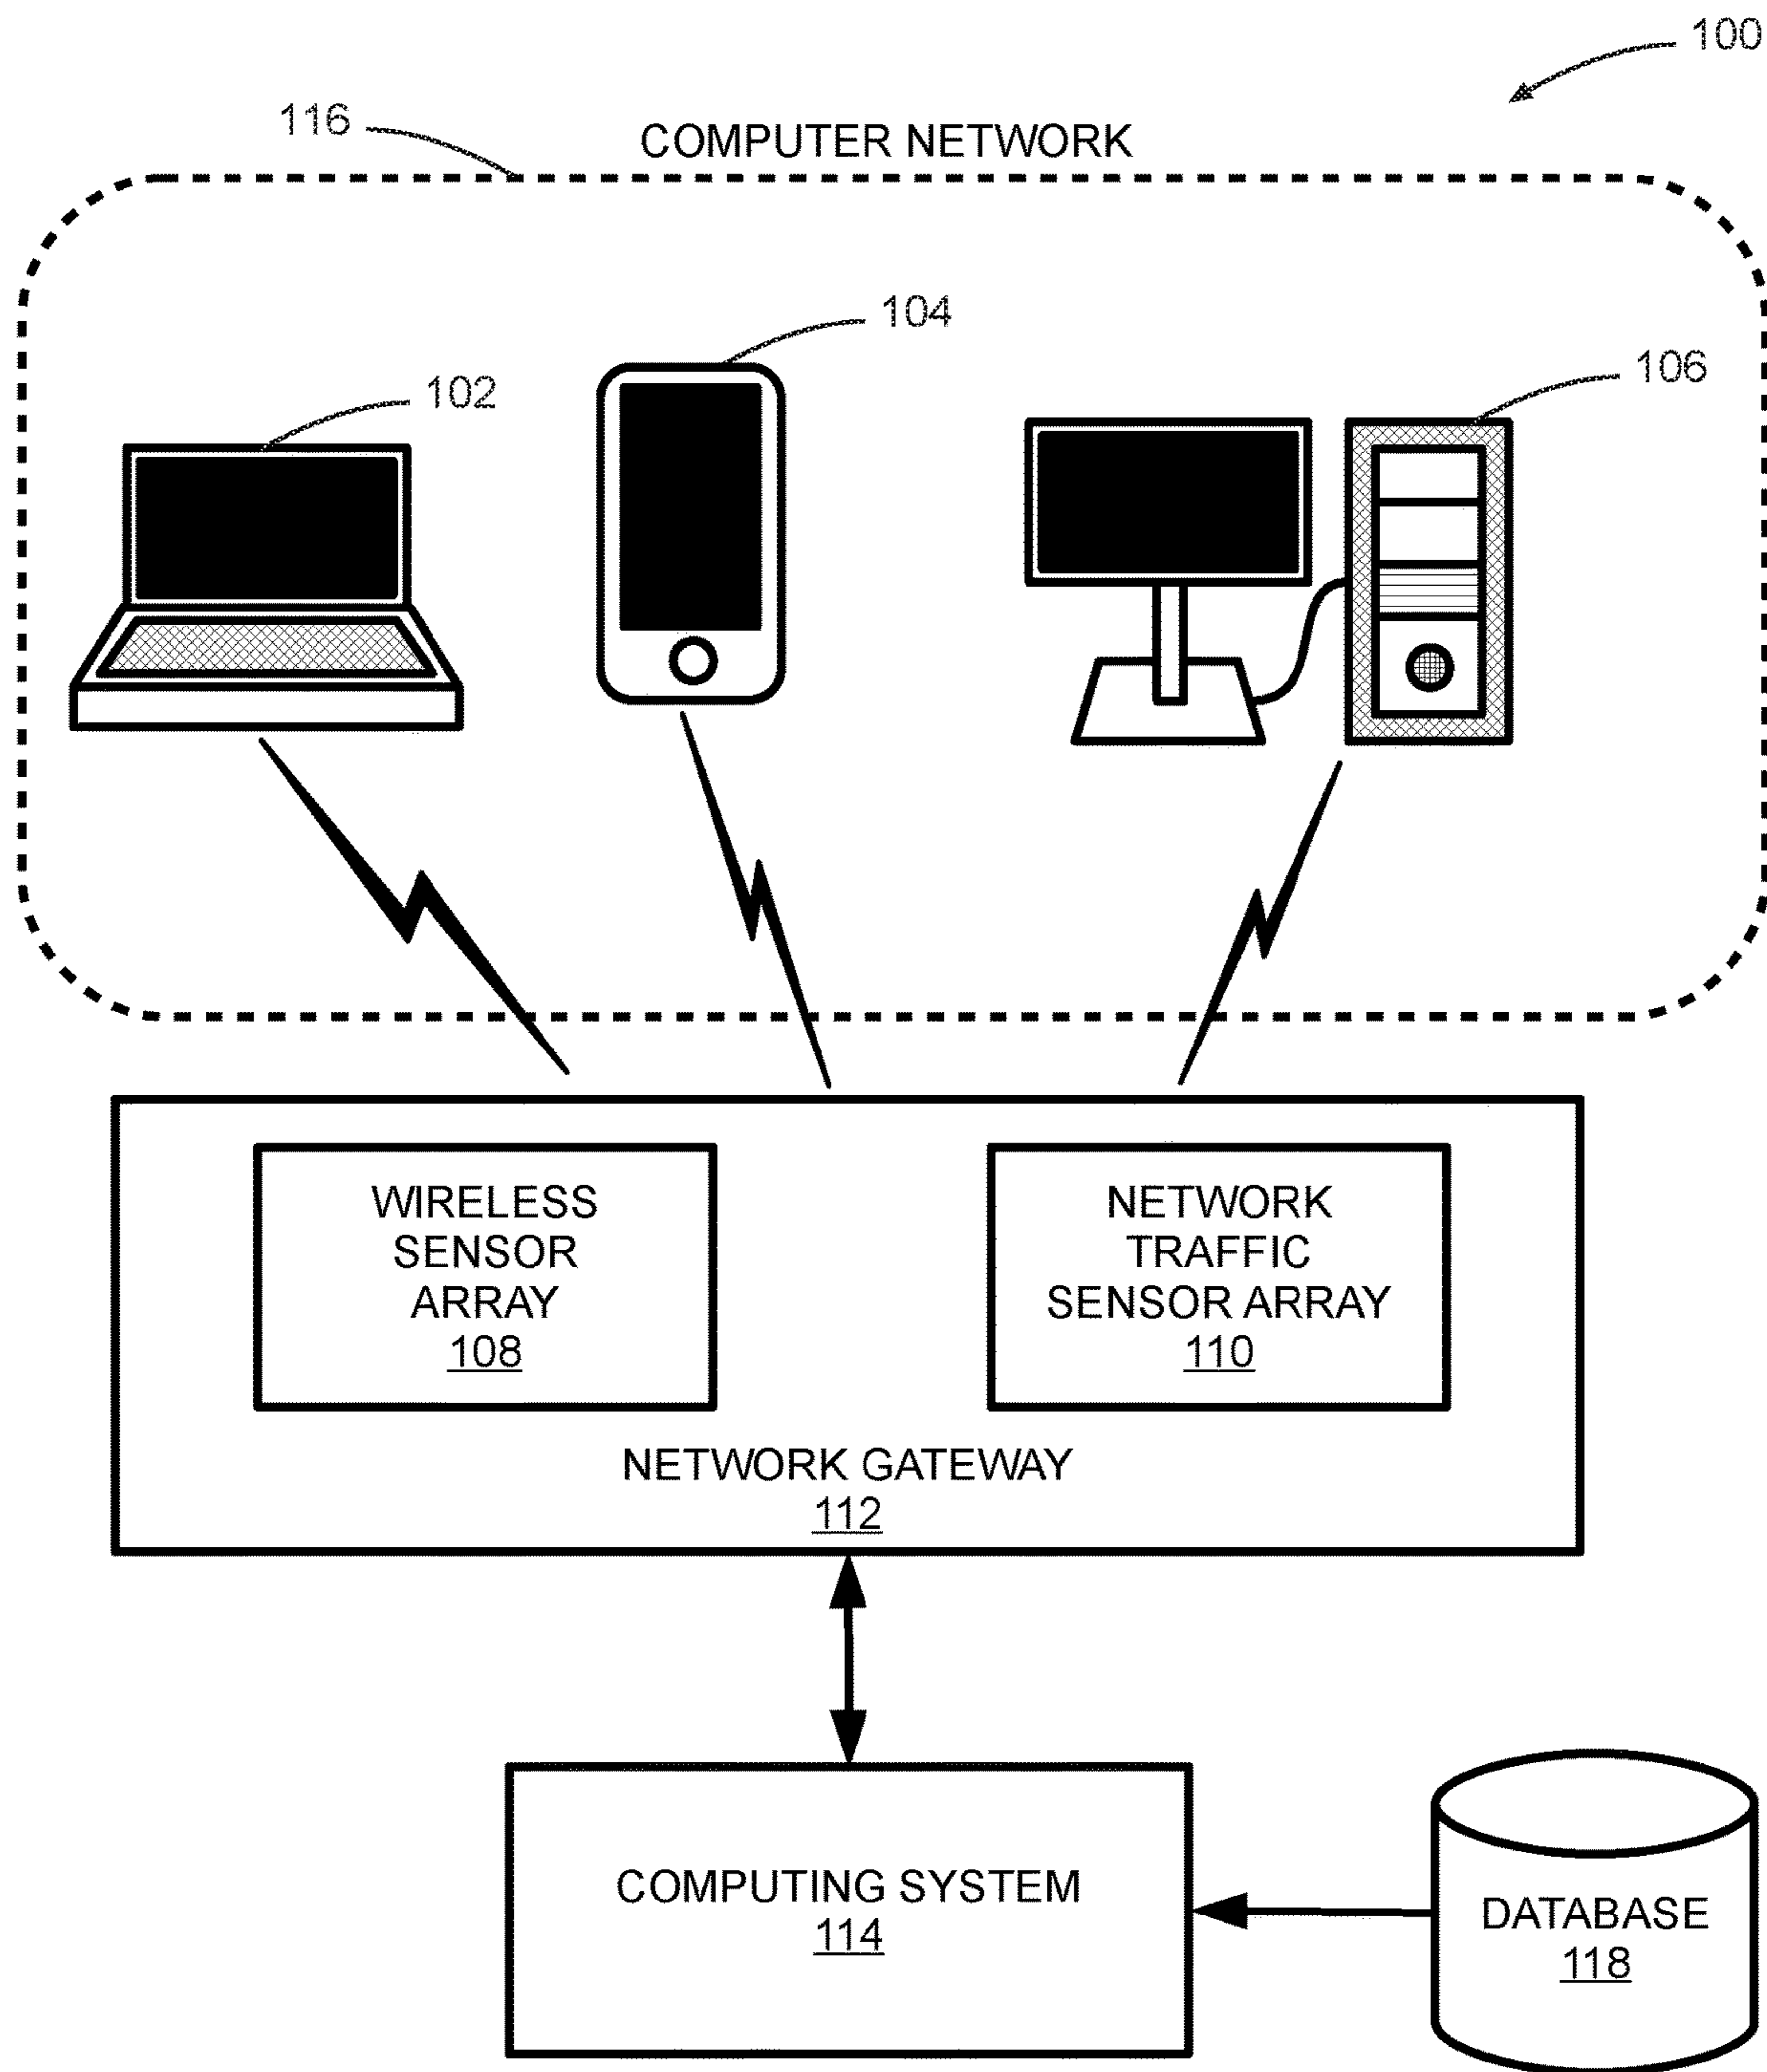 100
116
COMPUTER NETWORK
104
106
102
WIRELESS
SENSOR
ARRAY
108
NETWORK
TRAFFIC
SENSOR ARRAY
110
NETWORK GATEWAY
112
COMPUTING SYSTEM
114
DATABASE
118